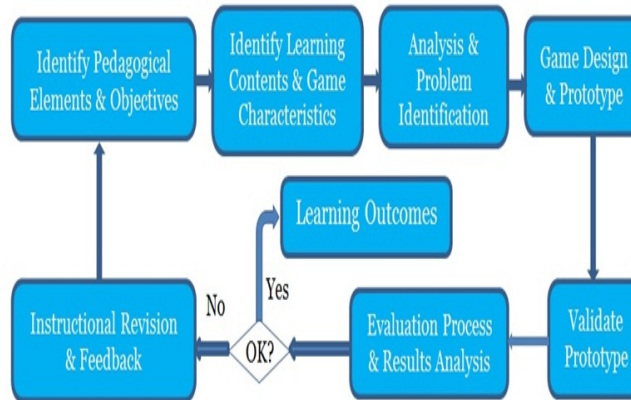 Identify Pedagogical
Elements & Objectives
Identify Learning
Contents & Game
Characteristics
Analysis &
Problem
Identification
Game Design
& Prototype
Learning Outcomes
Yes
No
Instructional Revision
& Feedback
OK?
Evaluation Process
& Results Analysis
Validate
Prototype